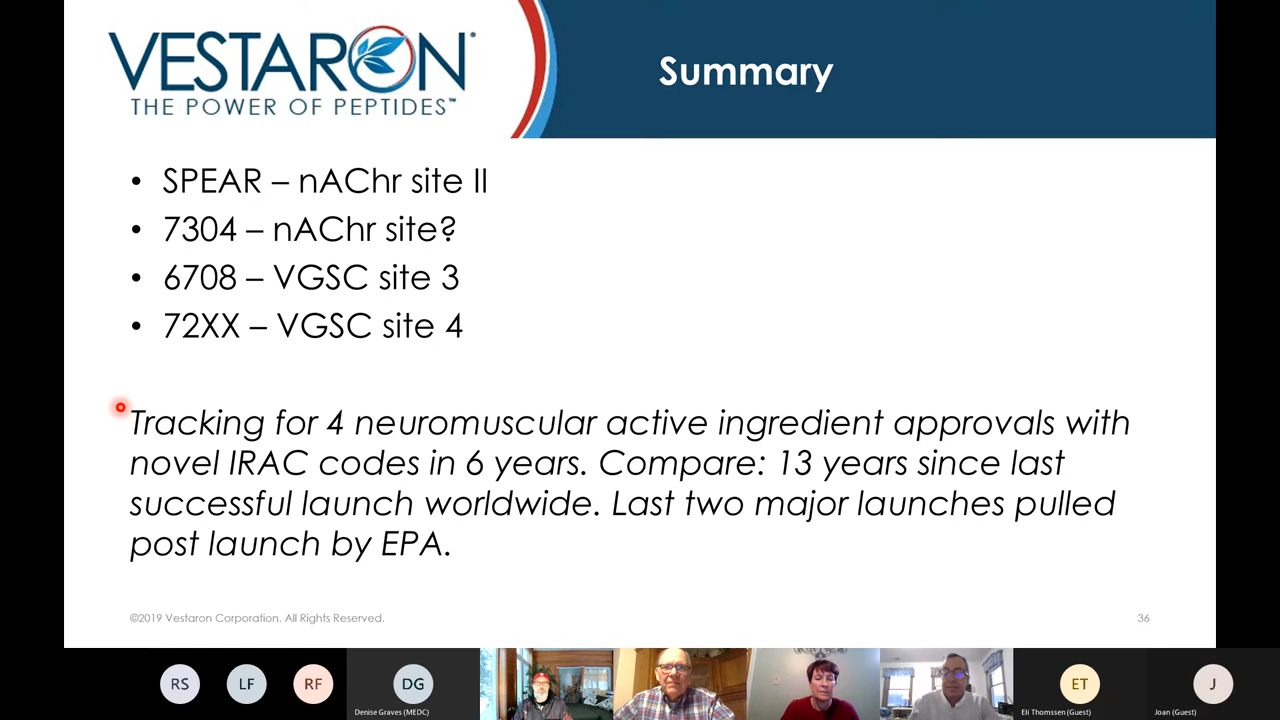 VESTARON
THE POWER OF PEPTIDES™
Summary
• SPEAR – nAChr site II
• 7304 – nAChr site?
• 6708 – VGSC site 3
• 72XX – VGSC site 4
Tracking for 4 neuromuscular active ingredient approvals with
novel IRAC codes in 6 years. Compare: 13 years since last
successful launch worldwide. Last two major launches pulled
post launch by EPA.
©2019 Vestaron Corporation, All Rights Reserved.
36
RS
LF
RF
DG
ET
J
Denise Graves (MEDC)
Eli Thomssen (Guest)
Joan (Guest)